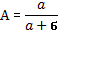 A = a / (a + 6)